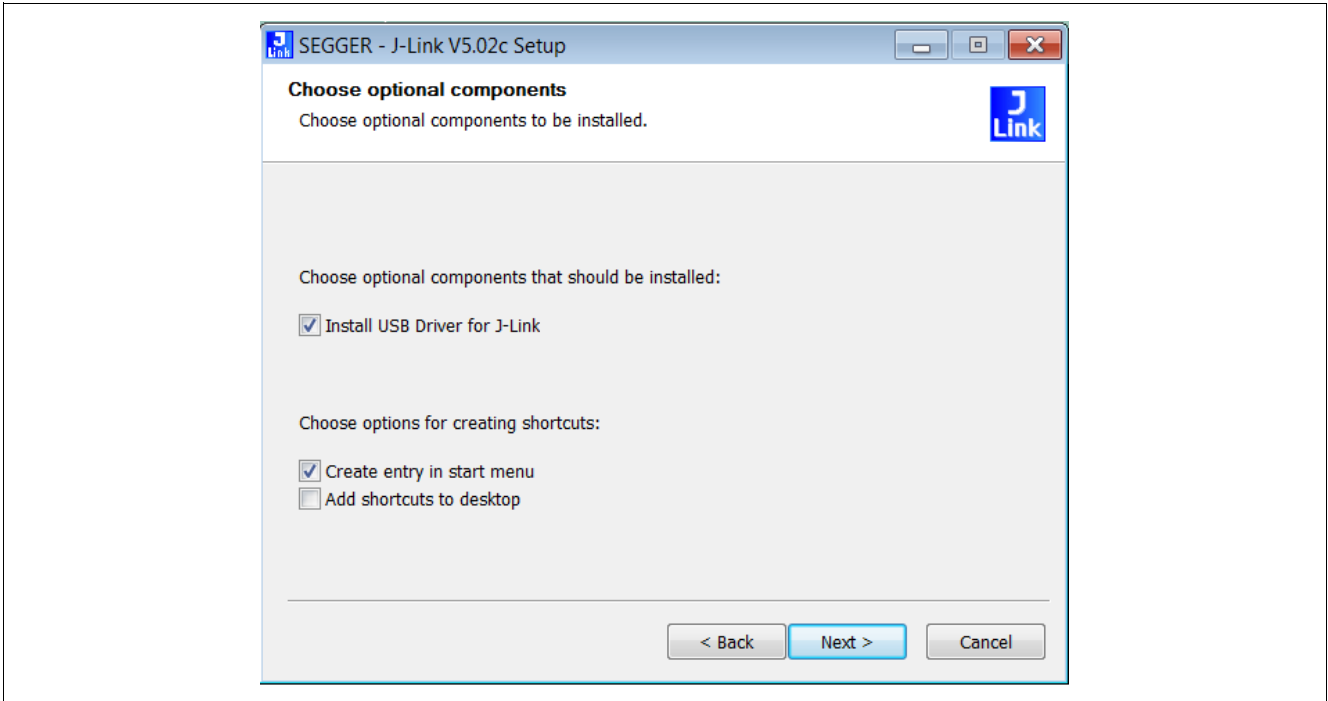 J
Link
SEGGER - J-Link V5.02c Setup
Choose optional components
Choose optional components to be installed.
J
Link
Choose optional components that should be installed:
Install USB Driver for J-Link
Choose options for creating shortcuts:
Create entry in start menu
Add shortcuts to desktop
< Back Next > Cancel